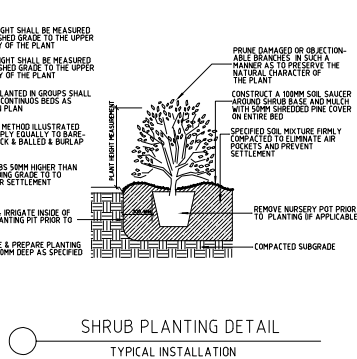 IGHT SHALL BE MEASURED
SHED GRADE TO THE UPPER
Y OF THE PLANT
IGHT SHALL BE MEASURED
SHED GRADE TO THE UPPER
Y OF THE PLANT
LANTED IN GROUPS SHALL
CONTINUOS BEDS AS
PLAN
METHOD ILLUSTRATED
PLY EQUALLY TO BARE-
CK & BALLED & BURLAP
BS 50MM HIGHER THAN
ING GRADE TO TO
R SETTLEMENT
& IRRIGATE INSIDE OF
ANTING PIT PRIOR TO
E & PREPARE PLANTING
0MM DEEP AS SPECIFIED
PLANT HEIGHT MEASUREMENT
PRUNE DAMAGED OR OBJECTION-
ABLE BRANCHES IN SUCH A
MANNER AS TO PRESERVE THE
NATURAL CHARACTER OF
THE PLANT
CONSTRUCT A 100MM SOIL SAUCER
AROUND SHRUB BASE AND MULCH
WITH 50MM SHREDDED PINE COVER
ON ENTIRE BED
SPECIFIED SOIL MIXTURE FIRMLY
COMPACTED TO ELIMINATE AIR
POCKETS AND PREVENT
SETTLEMENT
REMOVE NURSERY POT PRIOR
TO PLANTING (IF APPLICABLE
COMPACTED SUBGRADE
SHRUB PLANTING DETAIL
TYPICAL INSTALLATION